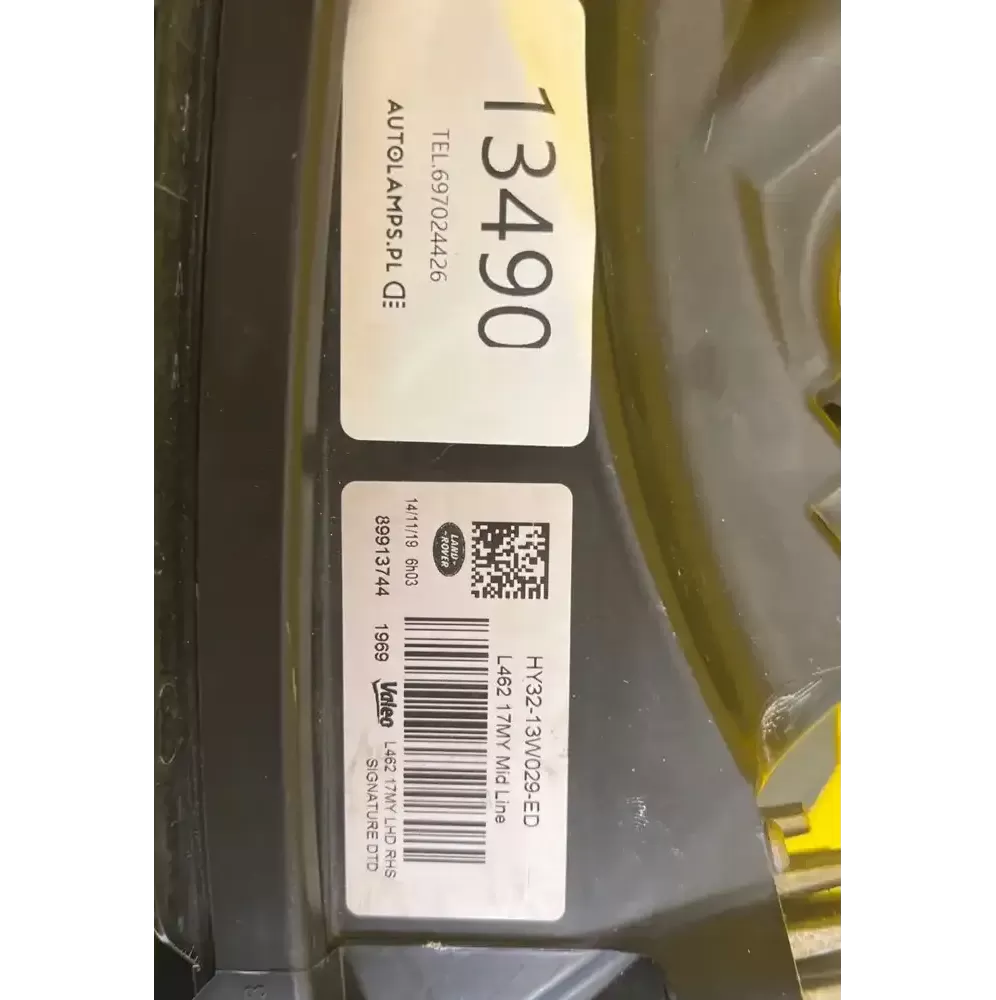 13490
TEL.697024426
AUTOLAMPS.PL
HY32-13W029-ED
L462 17MY Mid Line
LAND-
-ROVER
14/11/19 6h03
89913744 1969 Valeo L462 17MY LHD RHS
SIGNATURE DTD